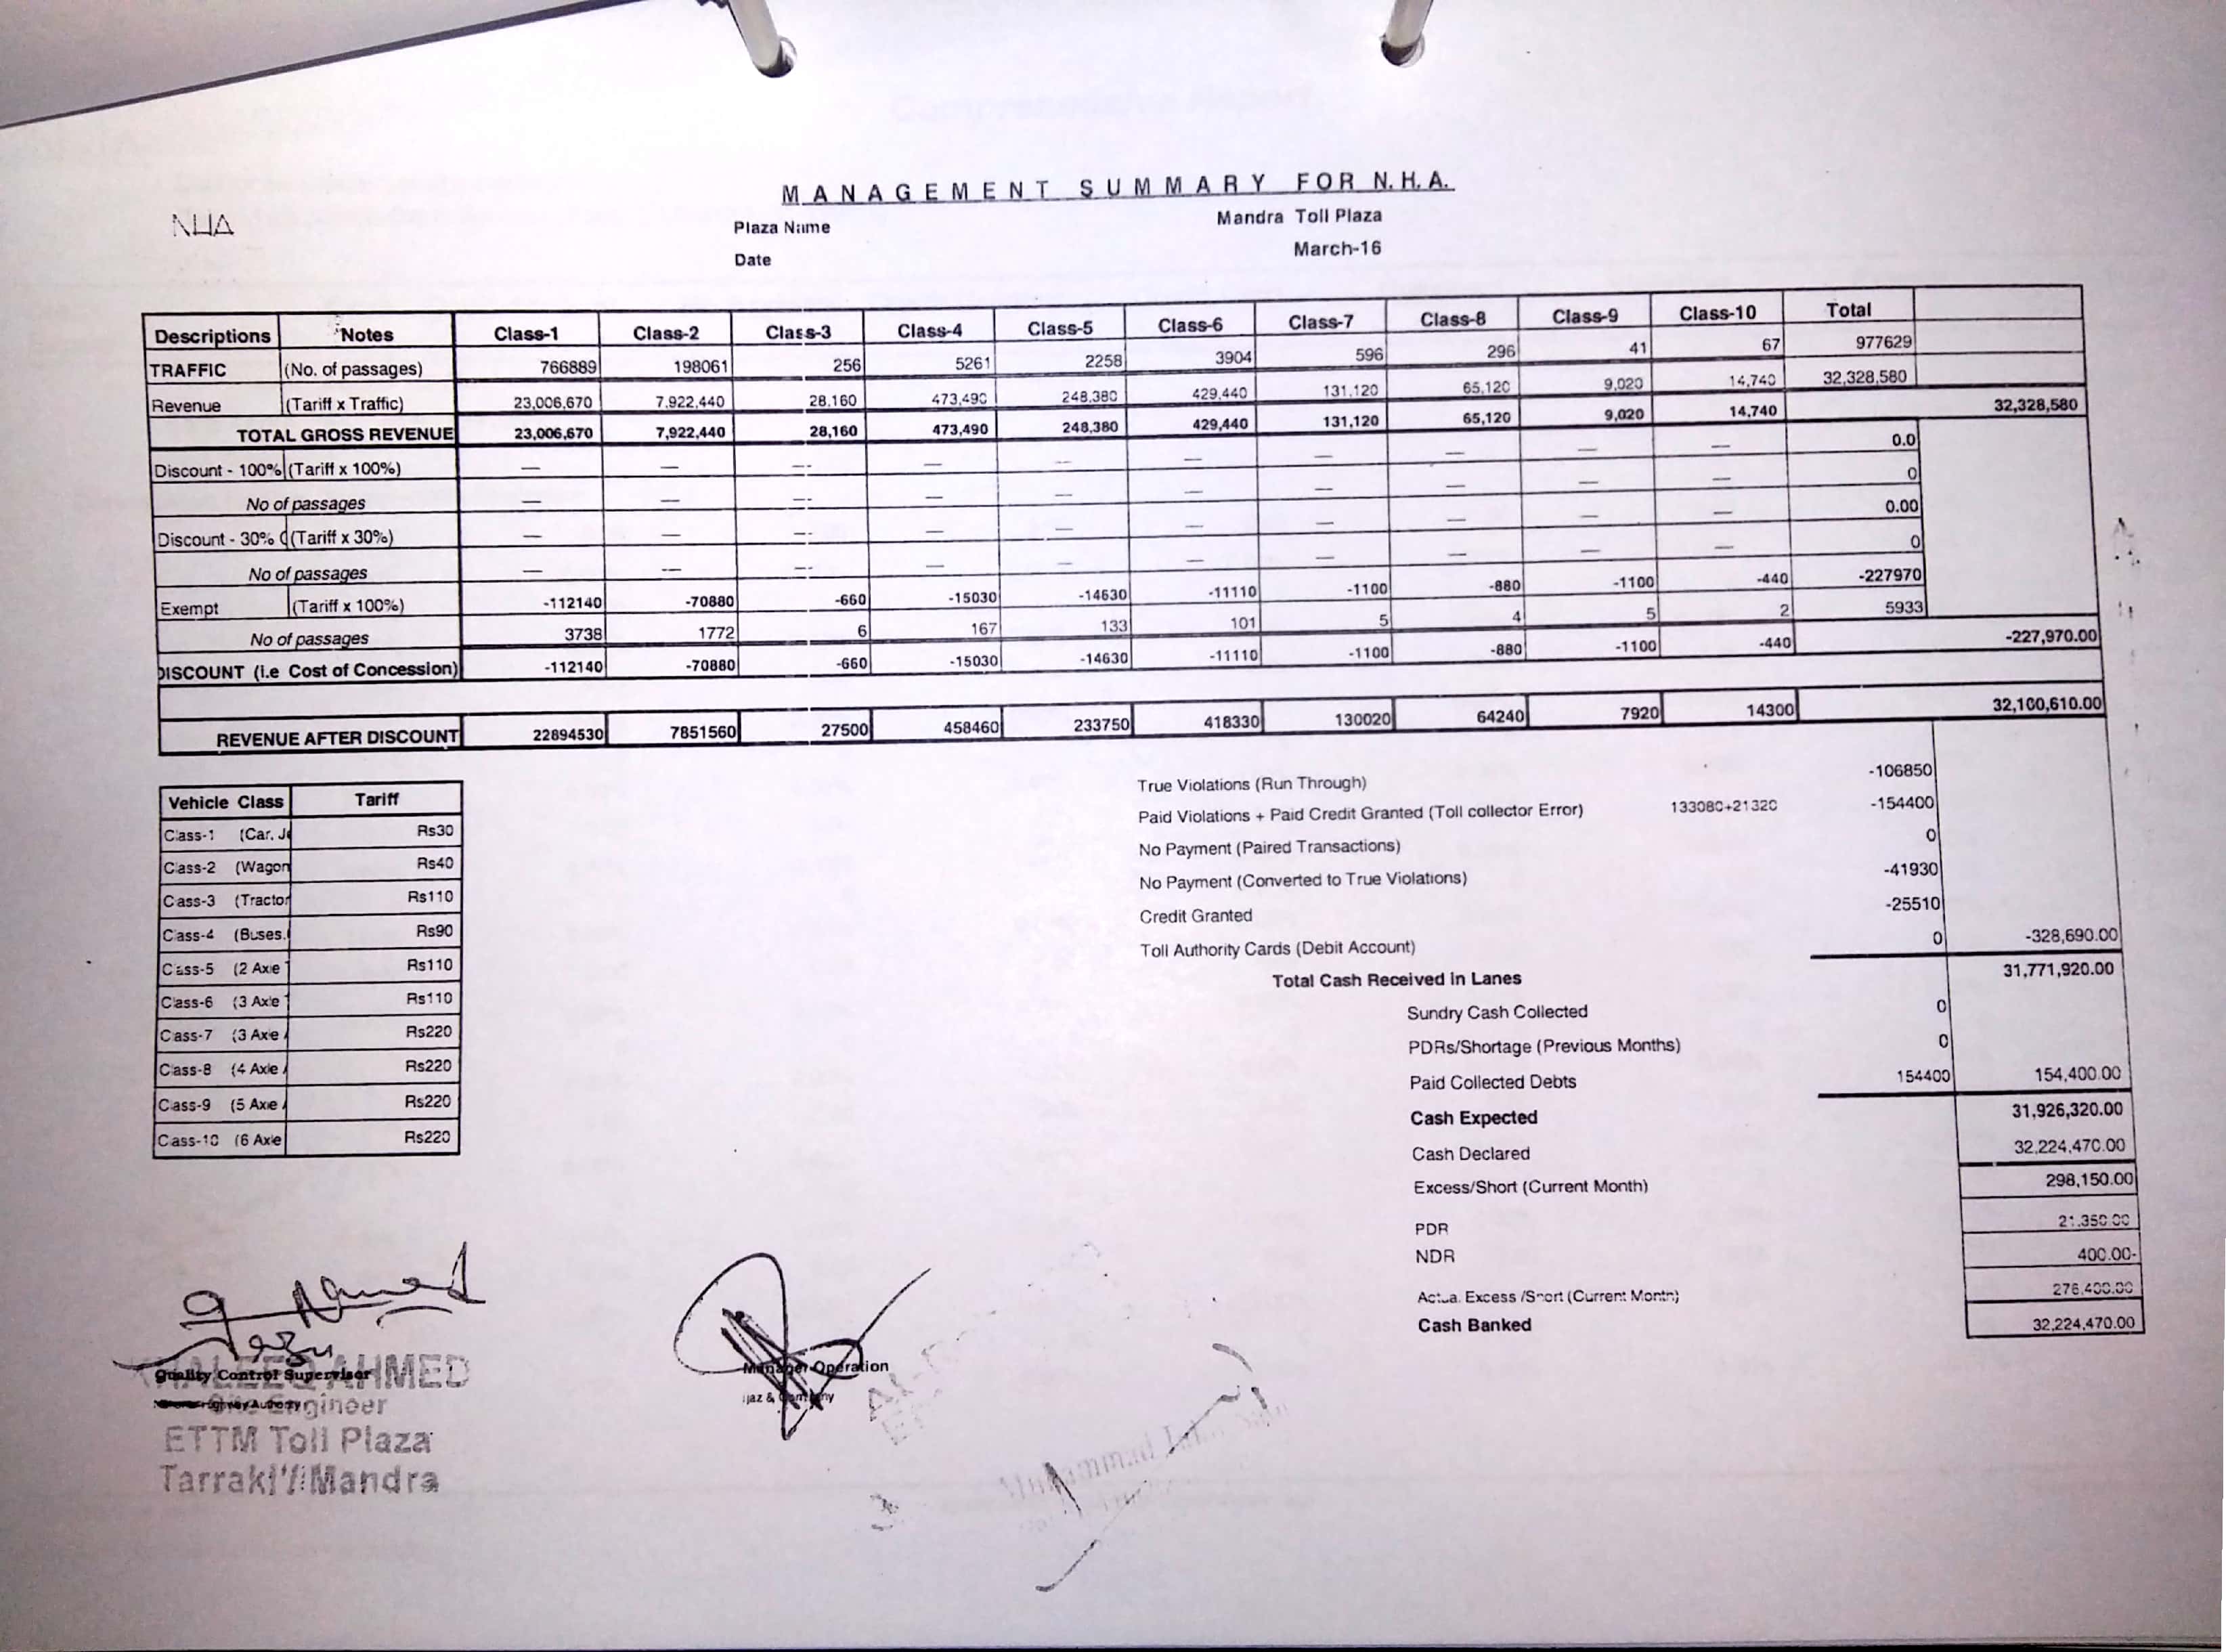 MANAGEMENT SUMMARY FOR N.H.A.
NHA
Plaza Name Mandra Toll Plaza
Date March-16
Descriptions Notes Class-1 Class-2 Class-3 Class-4 Class-5 Class-6 Class-7 Class-8 Class-9 Class-10 Total
TRAFFIC (No. of passages) 766889 198061 256 5261 2258 3904 596 296 41 67 977629
Revenue (Tariff x Traffic) 23,006,670 7,922,440 28,160 473,490 248,380 429,440 131,120 65,120 9,020 14,740 32,328,580
TOTAL GROSS REVENUE 23,006,670 7,922,440 28,160 473,490 248,380 429,440 131,120 65,120 9,020 14,740 32,328,580
Discount - 100% (Tariff x 100%) — — — — — — — — — — 0.0
No of passages — — — — — — — — — — 0
Discount - 30% (Tariff x 30%) — — — — — — — — — — 0.00
No of passages — — — — — — — — — — 0
Exempt (Tariff x 100%) -112140 -70880 -660 -15030 -14630 -11110 -1100 -880 -1100 -440 -227970
No of passages 3738 1772 6 167 133 101 5 4 5 2 5933
DISCOUNT (i.e Cost of Concession) -112140 -70880 -660 -15030 -14630 -11110 -1100 -880 -1100 -440 -227,970.00
REVENUE AFTER DISCOUNT 22894530 7851560 27500 458460 233750 418330 130020 64240 7920 14300 32,100,610.00
Vehicle Class Tariff
Class-1 (Car, Je Rs30
Class-2 (Wagon Rs40
Class-3 (Tractor Rs110
Class-4 (Buses, Rs90
Class-5 (2 Axle T Rs110
Class-6 (3 Axle T Rs110
Class-7 (3 Axle A Rs220
Class-8 (4 Axle A Rs220
Class-9 (5 Axle A Rs220
Class-10 (6 Axle Rs220
True Violations (Run Through) -106850
Paid Violations + Paid Credit Granted (Toll collector Error) 133080+21320 -154400
No Payment (Paired Transactions) 0
No Payment (Converted to True Violations) -41930
Credit Granted -25510
Toll Authority Cards (Debit Account) 0 -328,690.00
Total Cash Received in Lanes 31,771,920.00
Sundry Cash Collected 0
PDRs/Shortage (Previous Months) 0
Paid Collected Debts 154400 154,400.00
Cash Expected 31,926,320.00
Cash Declared 32,224,470.00
Excess/Short (Current Month) 298,150.00
PDR 21,350.00
NDR 400.00-
Actual Excess /Short (Current Month) 276,400.00
Cash Banked 32,224,470.00
KHALEEQ AHMED
Quality Control Supervisor
Site Engineer
ETTM Toll Plaza
Tarraki/Mandra
Manager Operation
Ijaz & Company
Muhammad